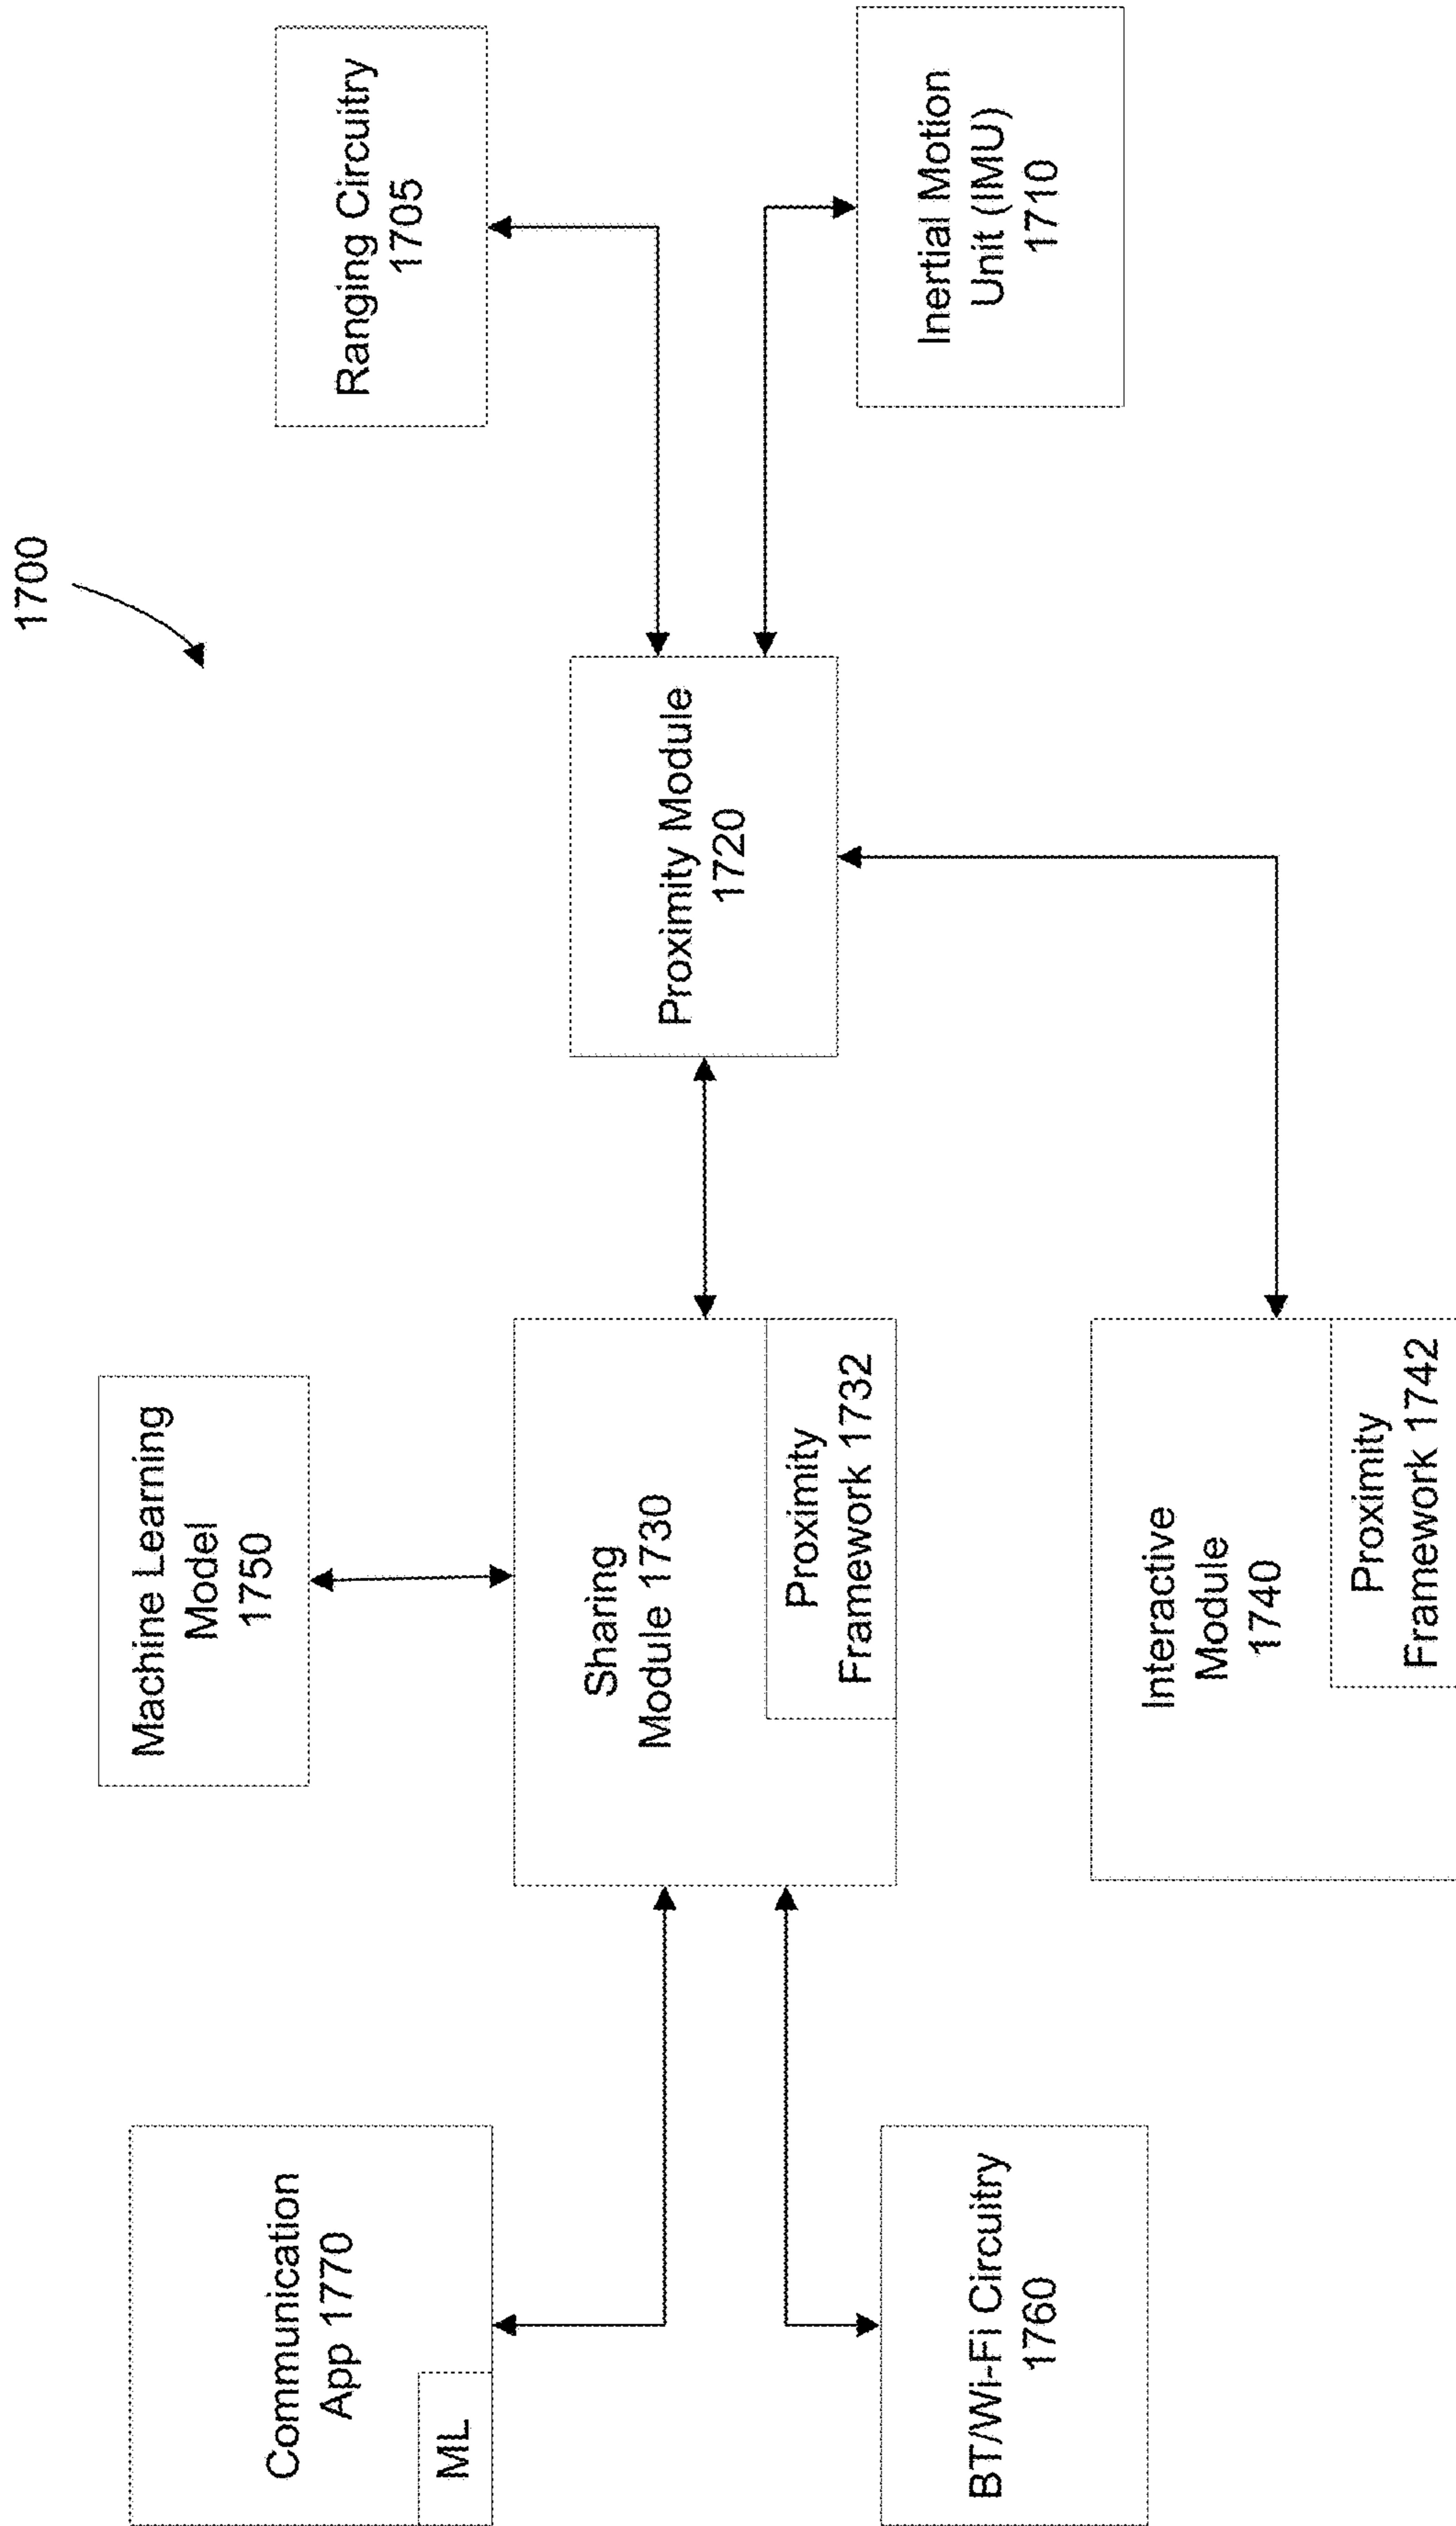 1700
Communication
App 1770
ML
BT/Wi-Fi Circuitry
1760
Machine Learning
Model
1750
Sharing
Module 1730
Proximity
Framework 1732
Interactive
Module
1740
Proximity
Framework 1742
Proximity Module
1720
Ranging Circuitry
1705
Inertial Motion
Unit (IMU)
1710